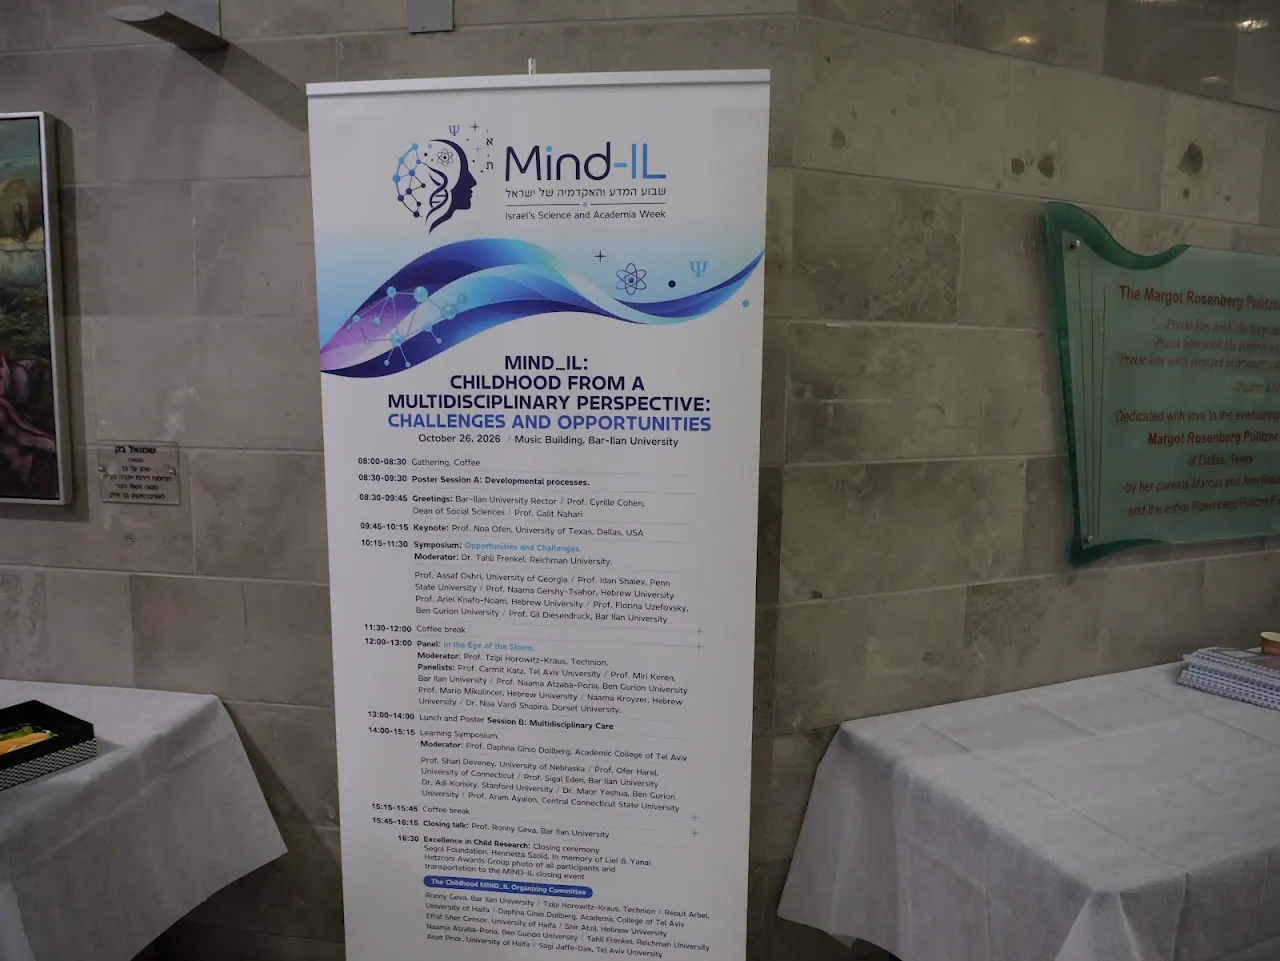 Ψ
א
ת
Mind-IL
שבוע המדע והאקדמיה של ישראל
Israel's Science and Academia Week
Ψ
MIND_IL:
CHILDHOOD FROM A
MULTIDISCIPLINARY PERSPECTIVE:
CHALLENGES AND OPPORTUNITIES
October 26, 2026 / Music Building, Bar-Ilan University
08:00-08:30 Gathering, Coffee
08:30-09:30 Poster Session A: Developmental processes.
08:30-09:45 Greetings: Bar-Ilan University Rector / Prof. Cyrille Cohen,
Dean of Social Sciences / Prof. Galit Nahari
09:45-10:15 Keynote: Prof. Noa Ofen, University of Texas, Dallas, USA
10:15-11:30 Symposium: Opportunities and Challenges
Moderator: Dr. Tahli Frenkel, Reichman University.
Prof. Assaf Oshri, University of Georgia / Prof. Idan Shalev, Penn
State University / Prof. Naama Gershy-Tsahor, Hebrew University
Prof. Ariel Knafo-Noam, Hebrew University / Prof. Florina Uzefovsky,
Ben Gurion University / Prof. Gil Diesendruck, Bar Ilan University
11:30-12:00 Coffee break
12:00-13:00 Panel: In the Eye of the Storm.
Moderator: Prof. Tzipi Horowitz-Kraus, Technion.
Panelists: Prof. Carmit Katz, Tel Aviv University / Prof. Miri Keren,
Bar Ilan University / Prof. Naama Atzaba-Poria, Ben Gurion University
Prof. Mario Mikulincer, Hebrew University / Naama Kroyzer, Hebrew
University / Dr. Noa Vardi Shapira, Dorset University.
13:00-14:00 Lunch and Poster Session B: Multidisciplinary Care
14:00-15:15 Learning Symposium.
Moderator: Prof. Daphna Ginio Dollberg, Academic College of Tel Aviv
Prof. Shari Deveney, University of Nebraska / Prof. Ofer Harel,
University of Connecticut / Prof. Sigal Eden, Bar Ilan University
Dr. Adi Korisky, Stanford University / Dr. Maor Yeshua, Ben Gurion
University / Prof. Aram Ayalon, Central Connecticut State University
15:15-15:45 Coffee break
15:45-16:15 Closing talk: Prof. Ronny Geva, Bar Ilan University
16:30 Excellence in Child Research: Closing ceremony
Segol Foundation, Henrietta Szold, In memory of Liel & Yanai
Hetzroni Awards Group photo of all participants and
transportation to the MIND-IL closing event
The Childhood MIND_IL Organizing Committee
Ronny Geva, Bar Ilan University / Tzipi Horowitz-Kraus, Technion / Reout Arbel,
University of Haifa / Daphna Ginio Dollberg, Academic College of Tel Aviv
Efrat Sher Censor, University of Haifa / Shir Atzil, Hebrew University
Naama Atzaba-Poria, Ben Gurion University / Tahli Frenkel, Reichman University
Anat Prior, University of Haifa / Sagi Jaffe-Dax, Tel Aviv University
שמואל בק
שמן על בד
The Margot Rosenberg Pulitze
Praise him with
Praise him with the
Praise him with stringed
Dedicated with love to the everlasting
Margot Rosenberg Pulitzer
of Dallas, Texas
by her parents Marcus and Ann
and the entire Rosenberg/Pulitzer